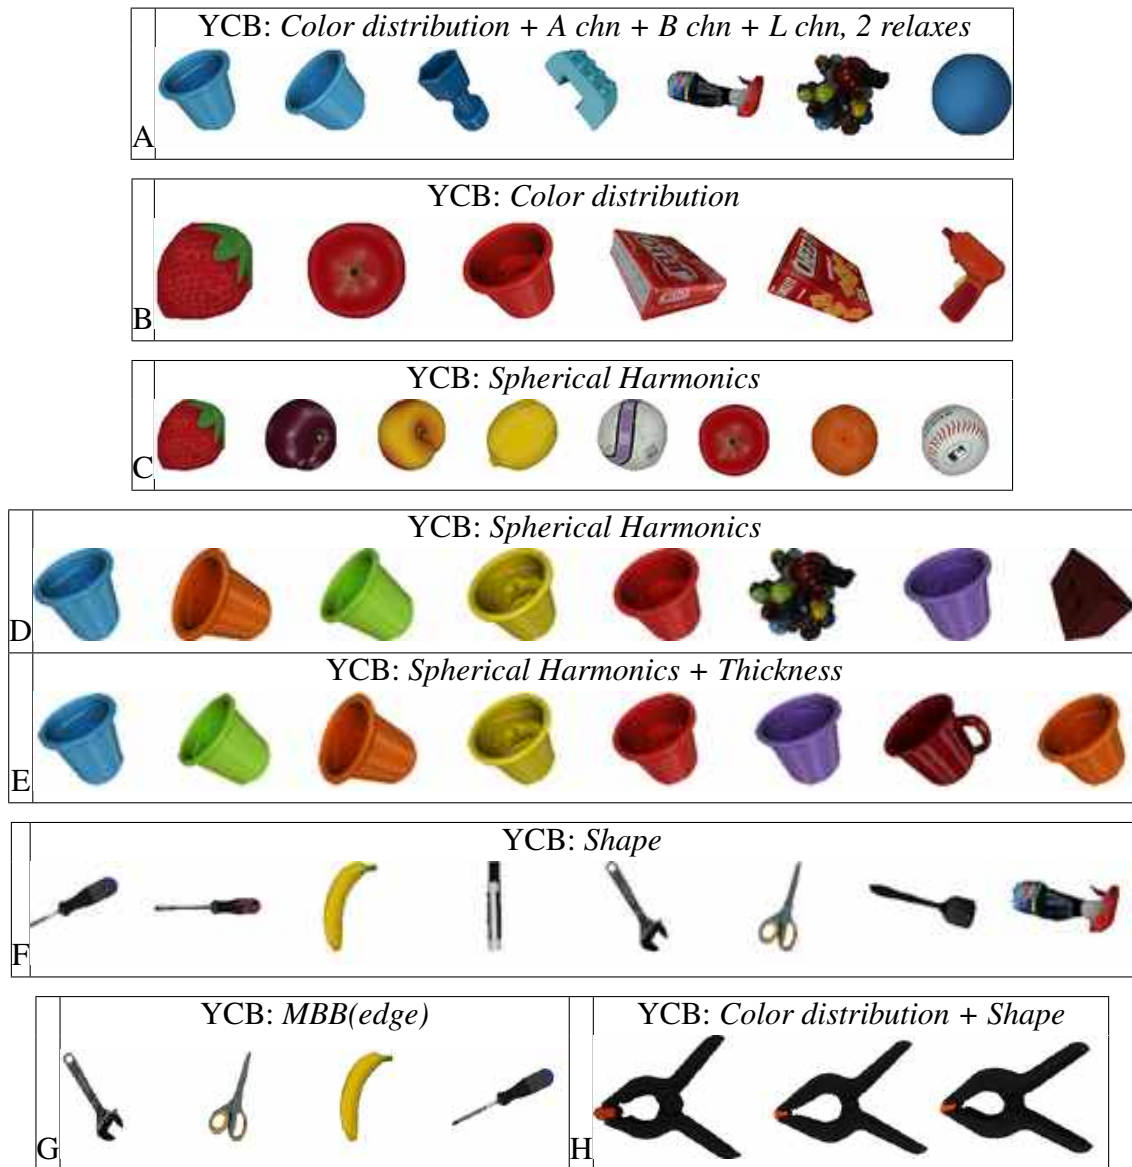 YCB: Color distribution + A chn + B chn + L chn, 2 relaxes
A
YCB: Color distribution
B
YCB: Spherical Harmonics
C
YCB: Spherical Harmonics
D
YCB: Spherical Harmonics + Thickness
E
YCB: Shape
F
YCB: MBB(edge)
G
YCB: Color distribution + Shape
H